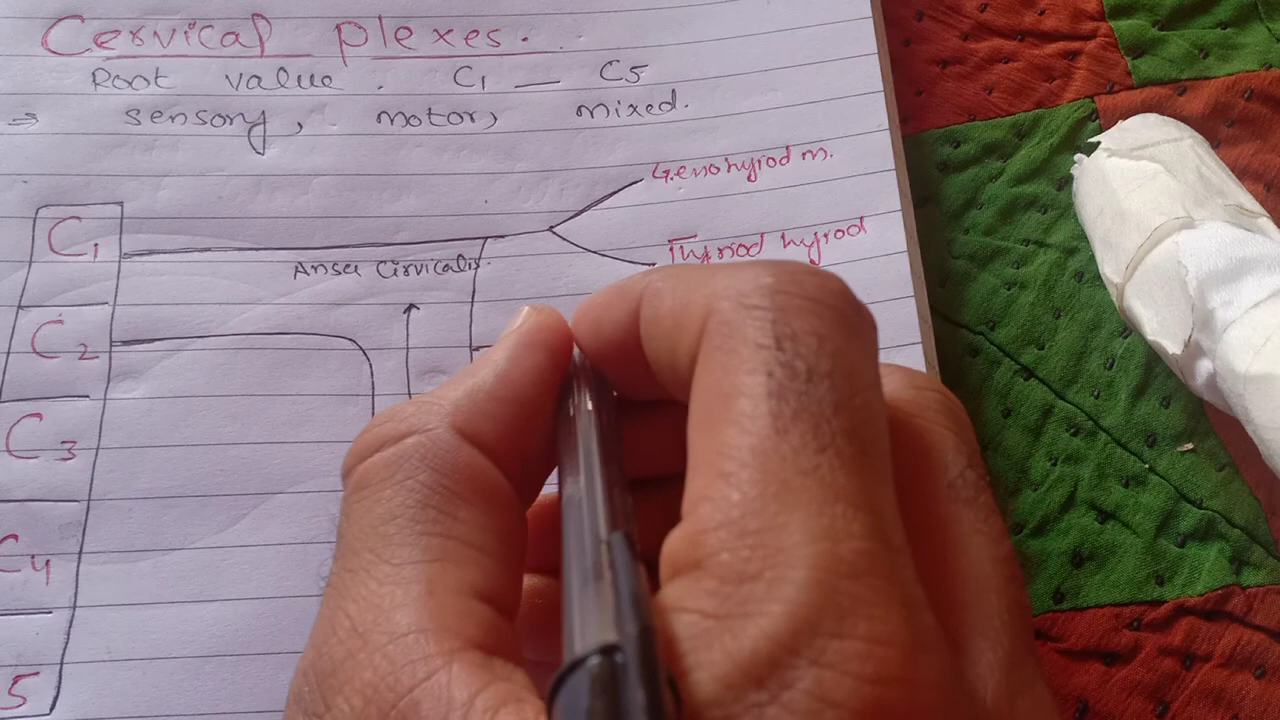 Cervical plexes.
Root value . C1 — C5
⇒ sensory, motor, mixed.
Genohyiod m.
Thyriod hyiod
C1
Ansa Cirvicalis.
C2
C3
C4
5